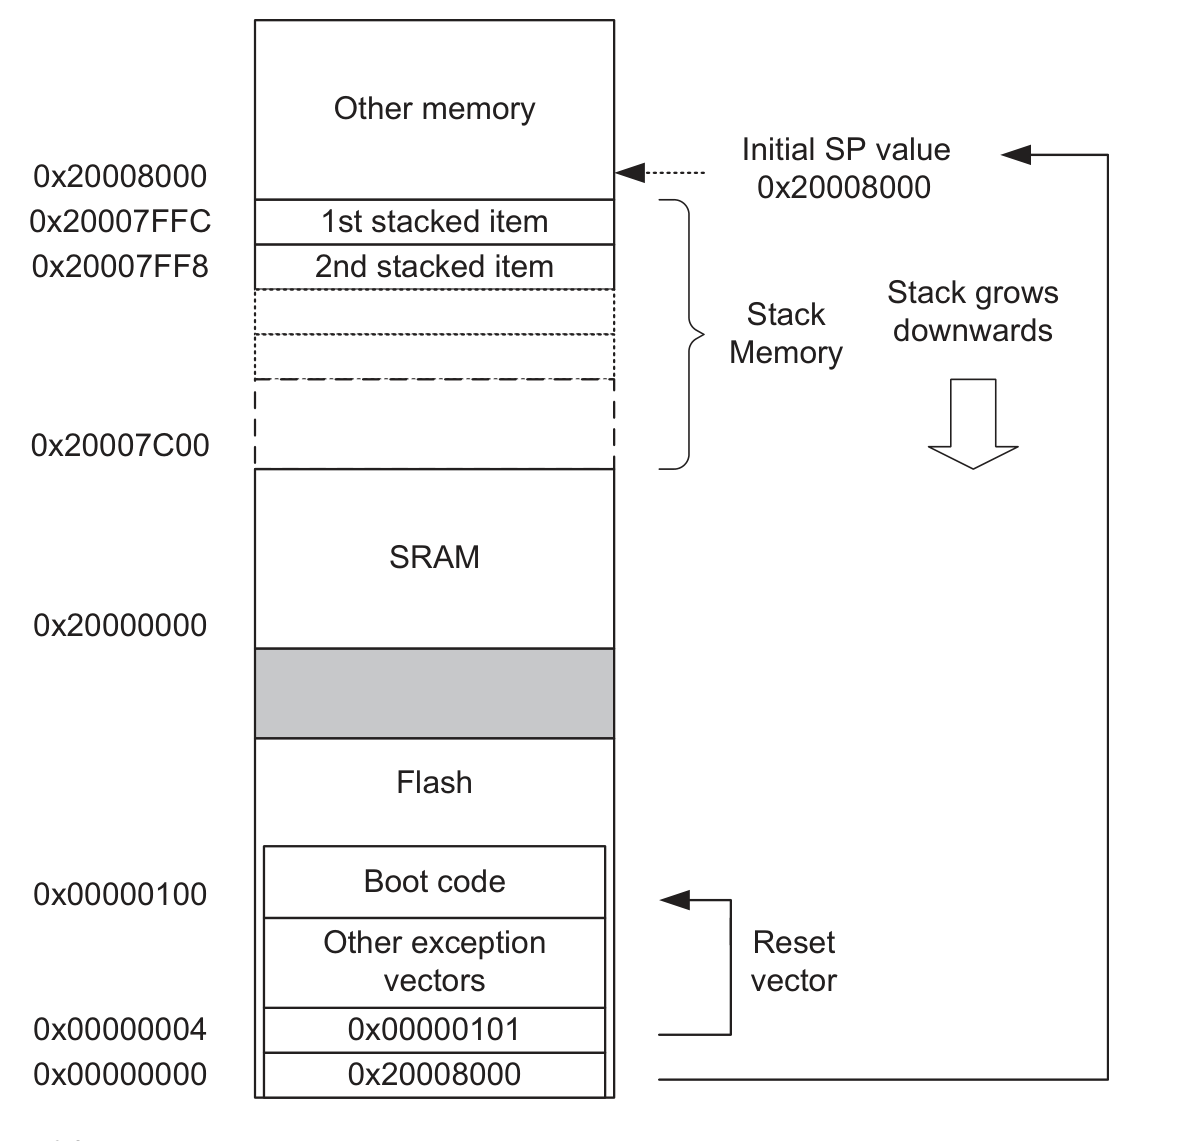 Other memory
Initial SP value
0x20008000
0x20008000
0x20007FFC
1st stacked item
0x20007FF8
2nd stacked item
Stack grows
downwards
Stack
Memory
0x20007C00
SRAM
0x20000000
Flash
Boot code
0x00000100
Other exception
vectors
Reset
vector
0x00000004
0x00000101
0x00000000
0x20008000